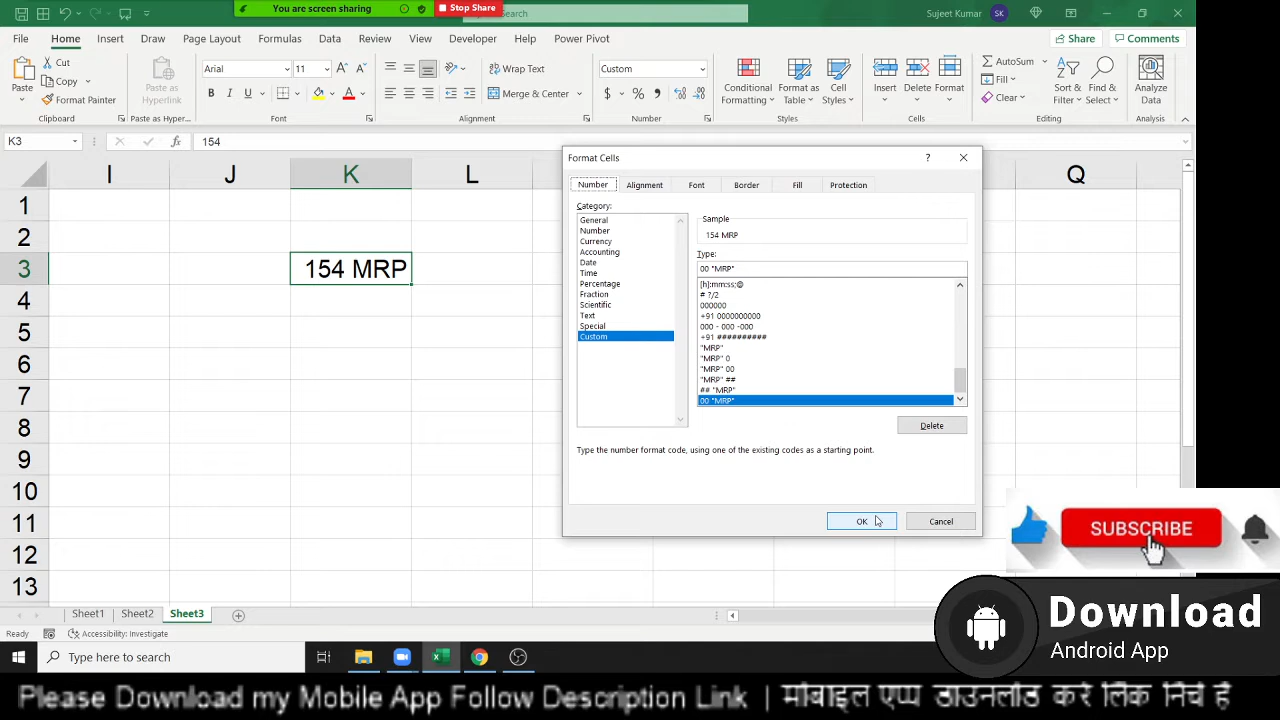 You are screen sharing
Stop Share
Search
Sujeet Kumar
SK
File
Home
Insert
Draw
Page Layout
Formulas
Data
Review
View
Developer
Help
Power Pivot
Share
Comments
Paste
Cut
Copy
Format Painter
Clipboard
Paste as
Hyperlink
Paste as Hyper...
Arial
11
B I U
Font
Wrap Text
Merge & Center
Alignment
Custom
$ % ,
Number
Conditional
Formatting
Format as
Table
Cell
Styles
Styles
Insert
Delete
Format
Cells
AutoSum
Fill
Clear
Sort &
Filter
Find &
Select
Editing
Analyze
Data
Analysis
K3
fx
154
I J K L Q
1
2
3
154 MRP
4
5
6
7
8
9
10
11
12
13
Format Cells
?
Number
Alignment
Font
Border
Fill
Protection
Category:
General
Number
Currency
Accounting
Date
Time
Percentage
Fraction
Scientific
Text
Special
Custom
Sample
154 MRP
Type:
00 "MRP"
[h]:mm:ss;@
# ?/2
000000
+91 0000000000
000 - 000 -000
+91 ##########
"MRP"
"MRP" 0
"MRP" 00
"MRP" ##
## "MRP"
00 "MRP"
Delete
Type the number format code, using one of the existing codes as a starting point.
OK
Cancel
SUBSCRIBE
Download
Android App
Sheet1
Sheet2
Sheet3
Ready
Accessibility: Investigate
Type here to search
Please Download my Mobile App Follow Description Link | मोबाइल एप्प डाउनलोड करे लिंक निचे है